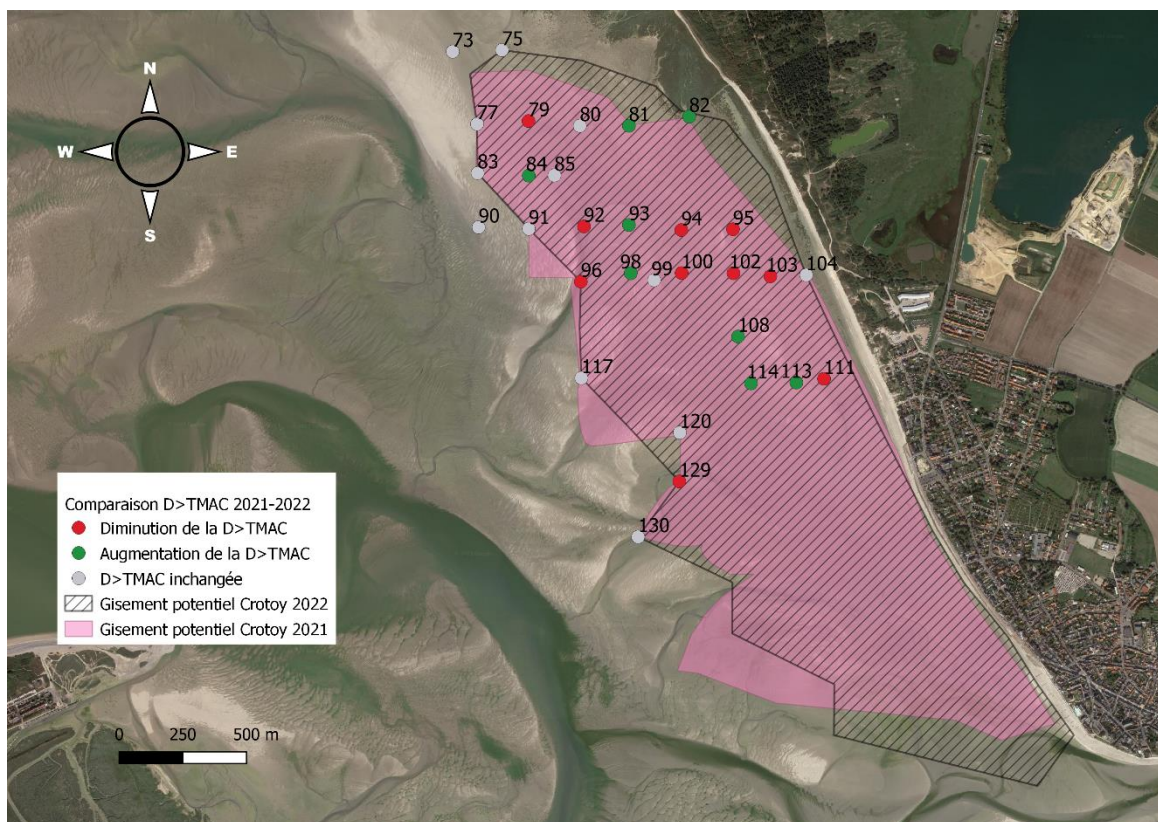 73 75
N
82
79 80 81
77
W E
83 84 85
S
90 91 92 93 94 95
96 98 99 100 102 103 104
108
117 114 113 111
120
129
130
Comparaison D>TMAC 2021-2022
Diminution de la D>TMAC
Augmentation de la D>TMAC
D>TMAC inchangée
Gisement potentiel Crotoy 2022
Gisement potentiel Crotoy 2021
0 250 500 m